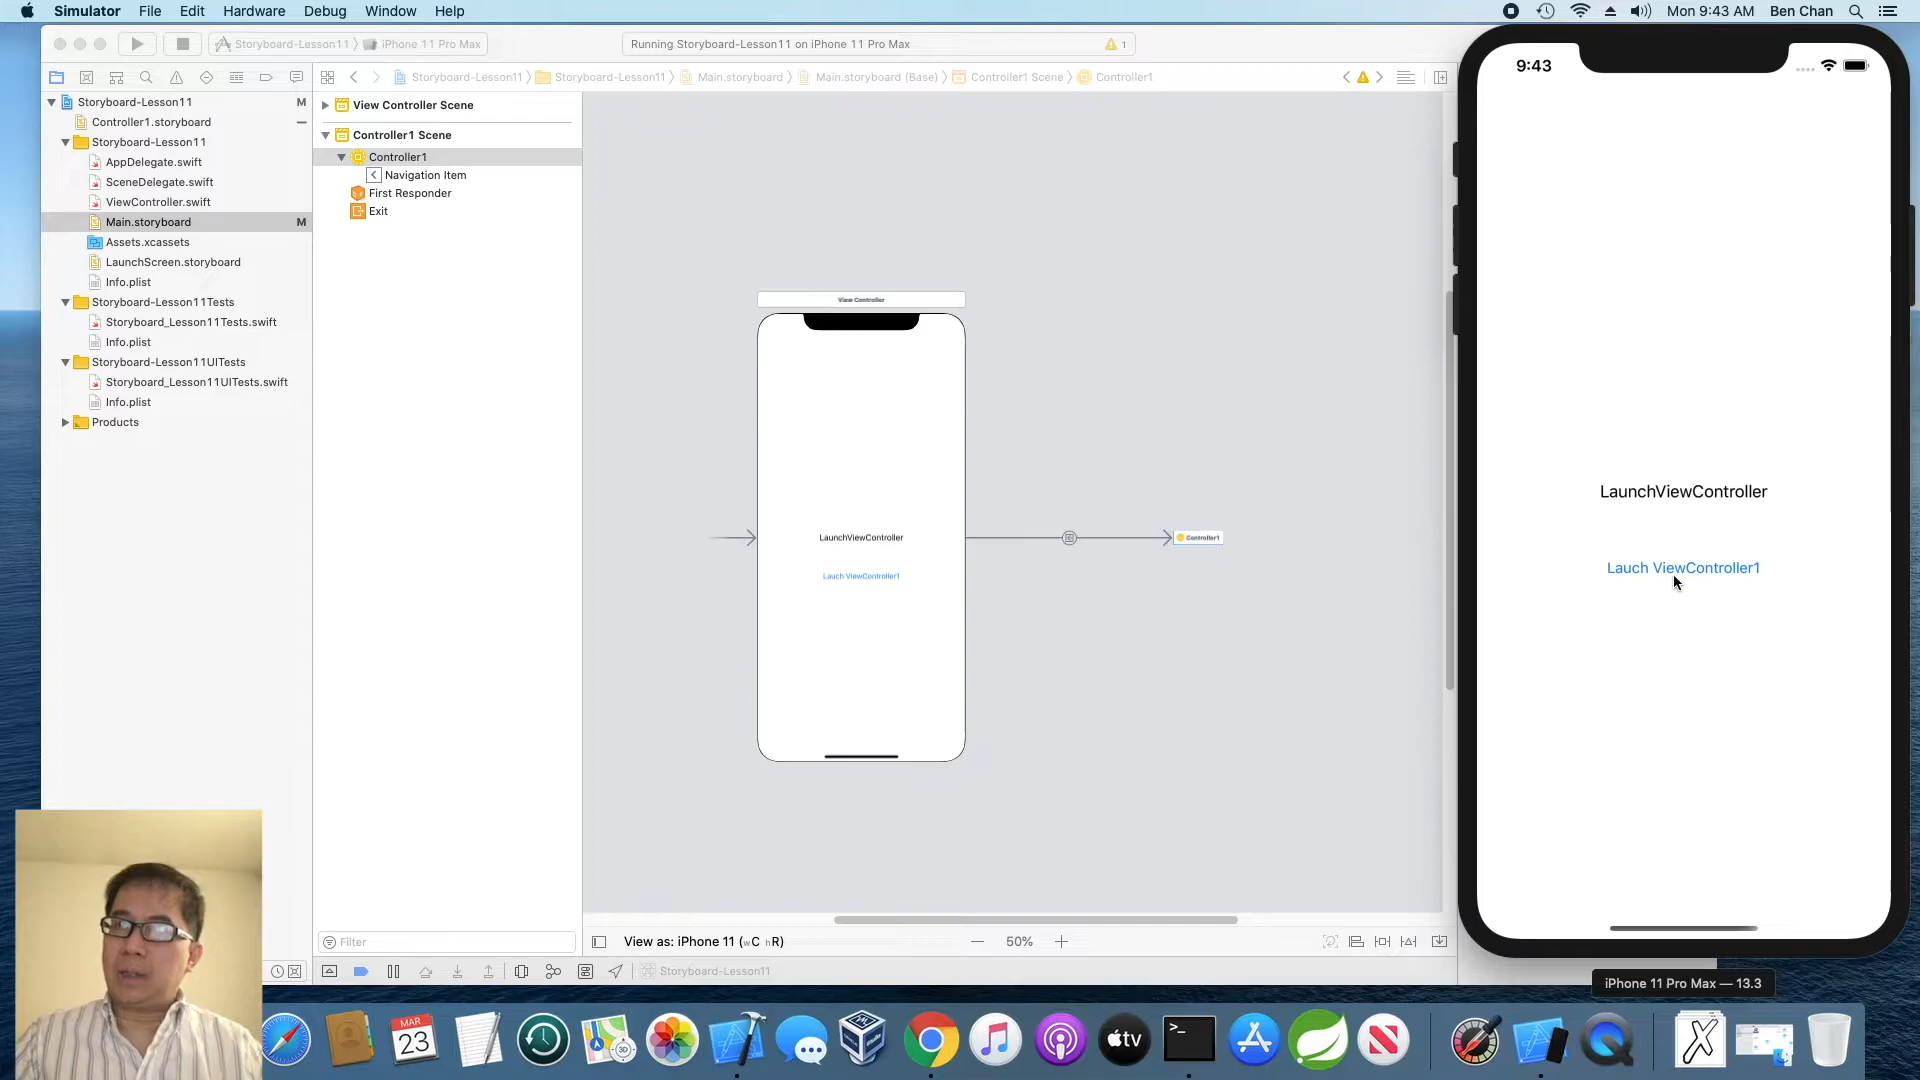 Simulator File Edit Hardware Debug Window Help
Mon 9:43 AM Ben Chan
Storyboard-Lesson11 iPhone 11 Pro Max
Running Storyboard-Lesson11 on iPhone 11 Pro Max
1
Storyboard-Lesson11 Storyboard-Lesson11 Main.storyboard Main.storyboard (Base) Controller1 Scene Controller1
Storyboard-Lesson11 M
Controller1.storyboard
Storyboard-Lesson11
AppDelegate.swift
SceneDelegate.swift
ViewController.swift
Main.storyboard M
Assets.xcassets
LaunchScreen.storyboard
Info.plist
Storyboard-Lesson11Tests
Storyboard_Lesson11Tests.swift
Info.plist
Storyboard-Lesson11UITests
Storyboard_Lesson11UITests.swift
Info.plist
Products
View Controller Scene
Controller1 Scene
Controller1
Navigation Item
First Responder
Exit
Filter
View Controller
LaunchViewController
Lauch ViewController1
Controller1
View as: iPhone 11 (wC hR)
50%
Storyboard-Lesson11
9:43
LaunchViewController
Lauch ViewController1
iPhone 11 Pro Max — 13.3
MAR
23
3D
tv
>_
N
X